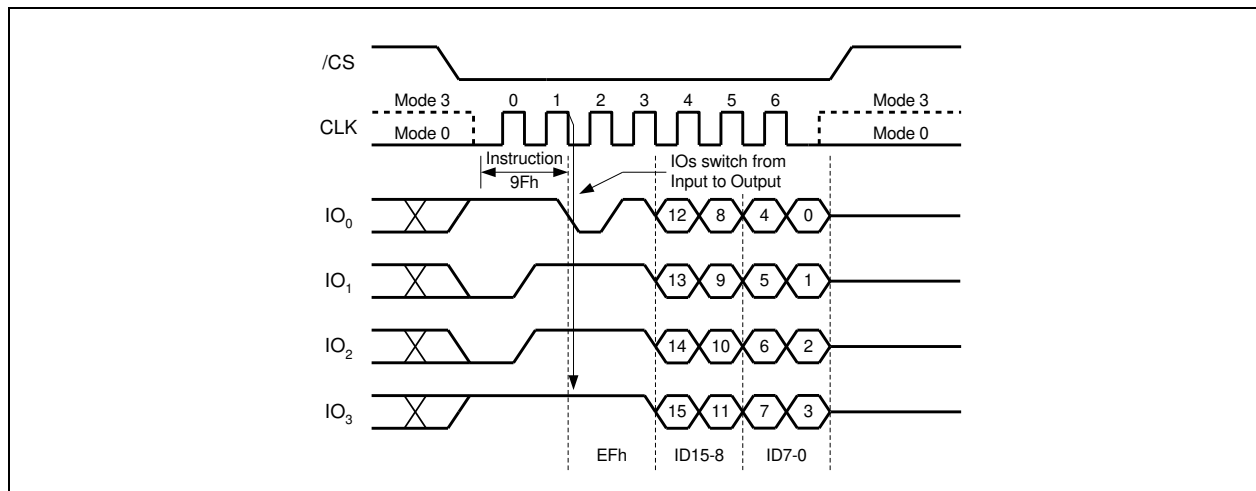 /CS
Mode 3 0 1 2 3 4 5 6 Mode 3
CLK
Mode 0 Mode 0
Instruction
9Fh
IOs switch from
Input to Output
IO0 12 8 4 0
IO1 13 9 5 1
IO2 14 10 6 2
IO3 15 11 7 3
EFh ID15-8 ID7-0